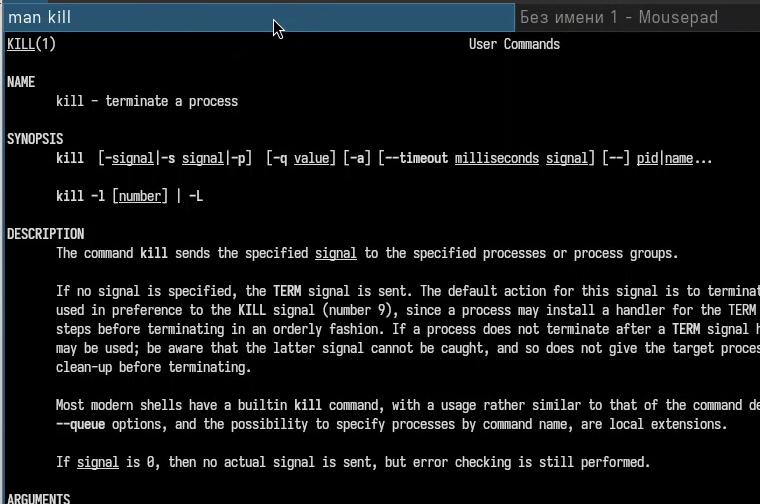 man kill
Без имени 1 - Mousepad
KILL(1) User Commands
NAME
kill - terminate a process
SYNOPSIS
kill [-signal|-s signal|-p] [-q value] [-a] [--timeout milliseconds signal] [--] pid|name...
kill -l [number] | -L
DESCRIPTION
The command kill sends the specified signal to the specified processes or process groups.
If no signal is specified, the TERM signal is sent. The default action for this signal is to terminat
used in preference to the KILL signal (number 9), since a process may install a handler for the TERM
steps before terminating in an orderly fashion. If a process does not terminate after a TERM signal h
may be used; be aware that the latter signal cannot be caught, and so does not give the target proces
clean-up before terminating.
Most modern shells have a builtin kill command, with a usage rather similar to that of the command de
--queue options, and the possibility to specify processes by command name, are local extensions.
If signal is 0, then no actual signal is sent, but error checking is still performed.
ARGUMENTS